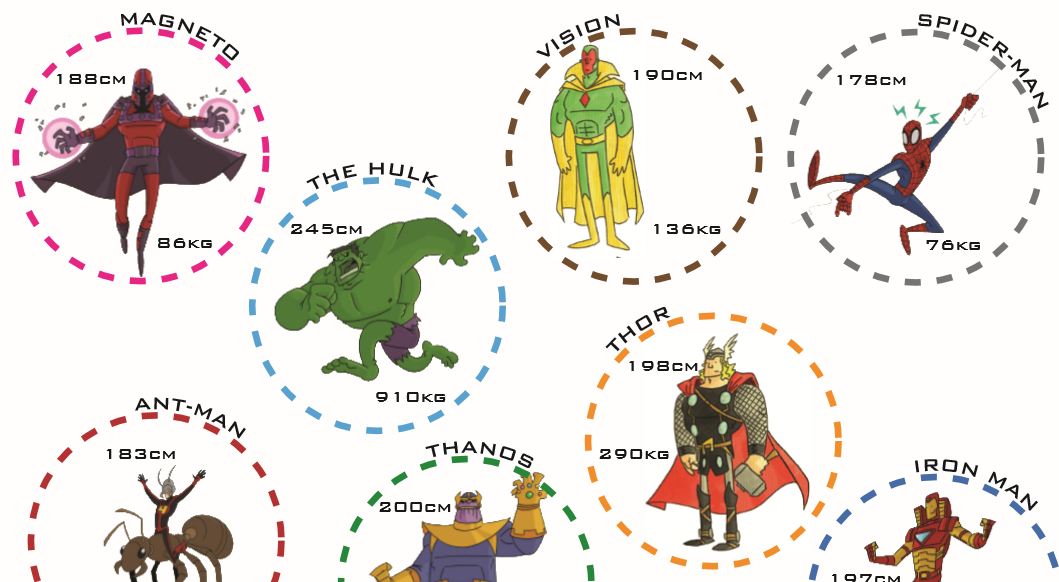 MAGNETO
188CM
86KG
VISION
190CM
136KG
SPIDER-MAN
178CM
76KG
THE HULK
245CM
910KG
THOR
198CM
290KG
ANT-MAN
183CM
THANOS
200CM
IRON MAN
197CM